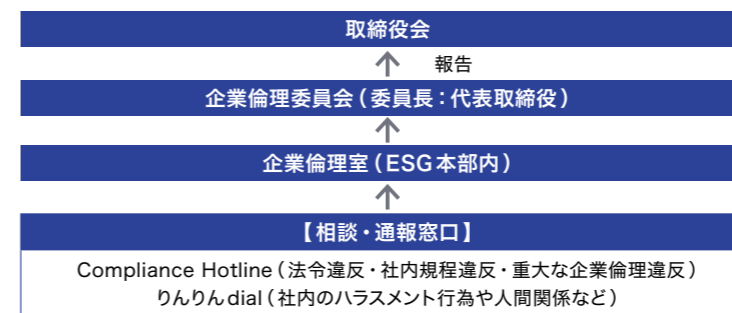 取締役会
報告
企業倫理委員会（委員長：代表取締役）
企業倫理室（ESG本部内）
【相談・通報窓口】
Compliance Hotline（法令違反・社内規程違反・重大な企業倫理違反）
りんりんdial（社内のハラスメント行為や人間関係など）